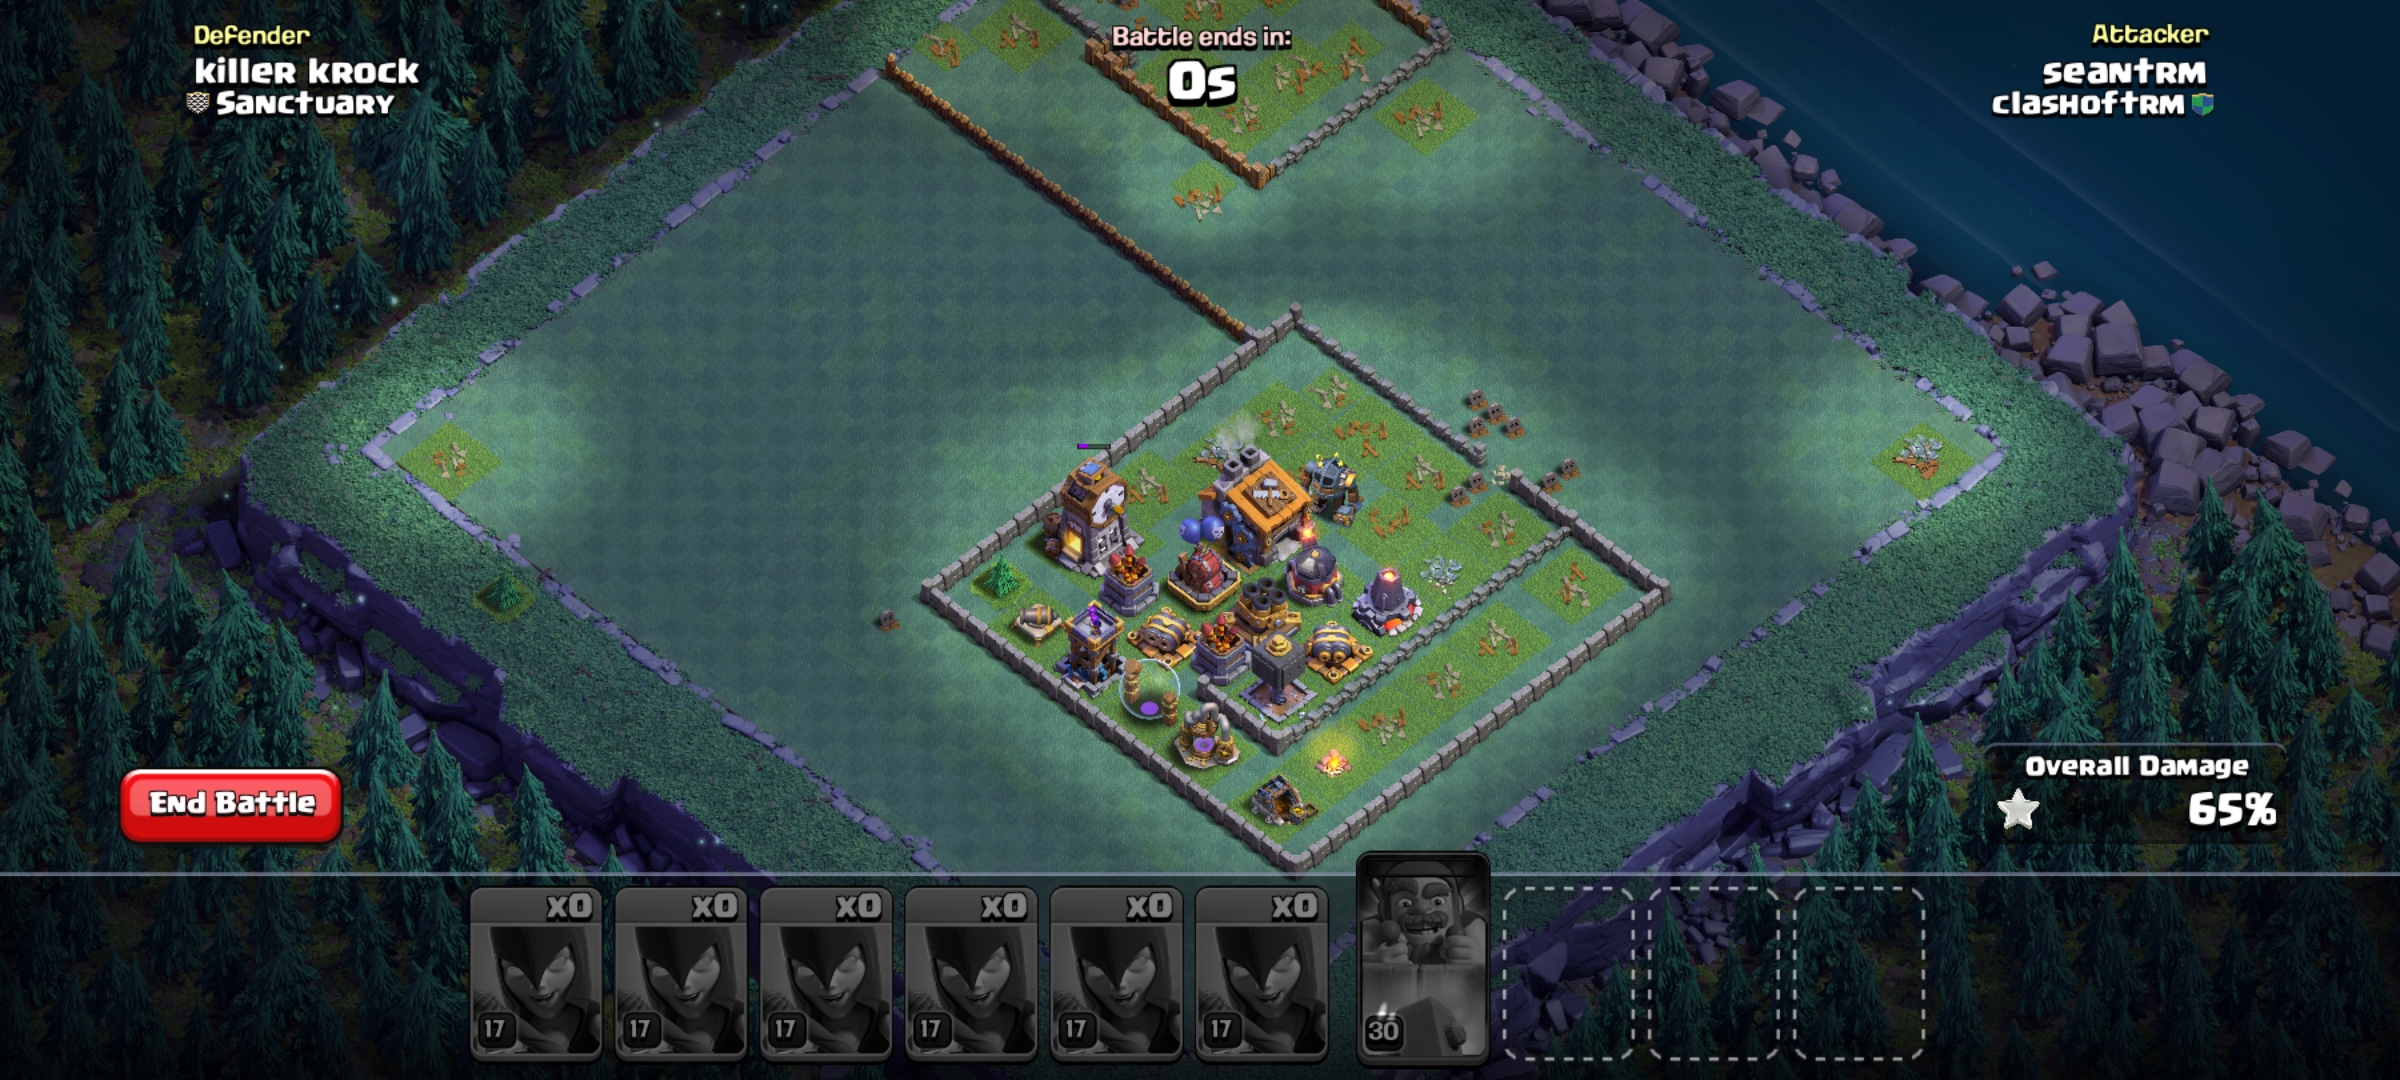 Defender
killer krock
Sanctuary
Battle ends in:
0s
Attacker
seantrm
clashoftrm
End Battle
Overall Damage
65%
x0
x0
x0
x0
x0
x0
17
17
17
17
17
17
30